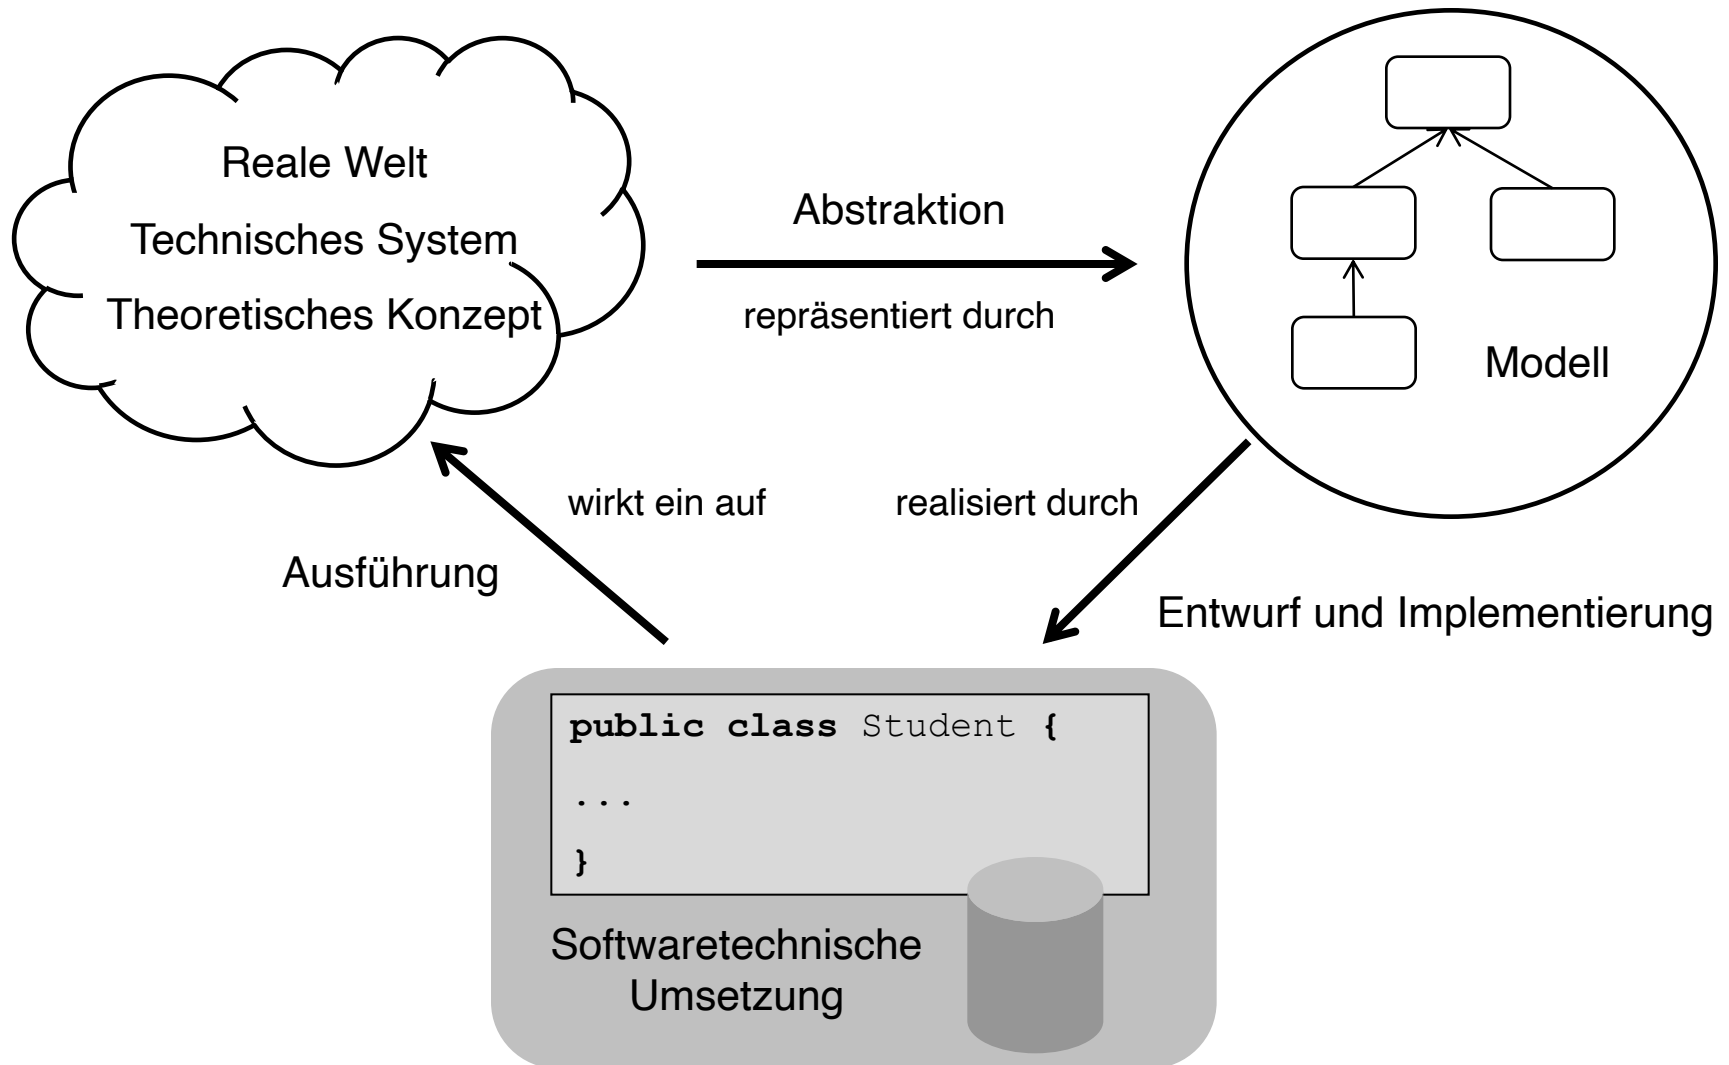 Reale Welt
Technisches System
Theoretisches Konzept
Abstraktion
repräsentiert durch
Modell
wirkt ein auf
realisiert durch
Ausführung
Entwurf und Implementierung
public class Student {
...
}
Softwaretechnische
Umsetzung